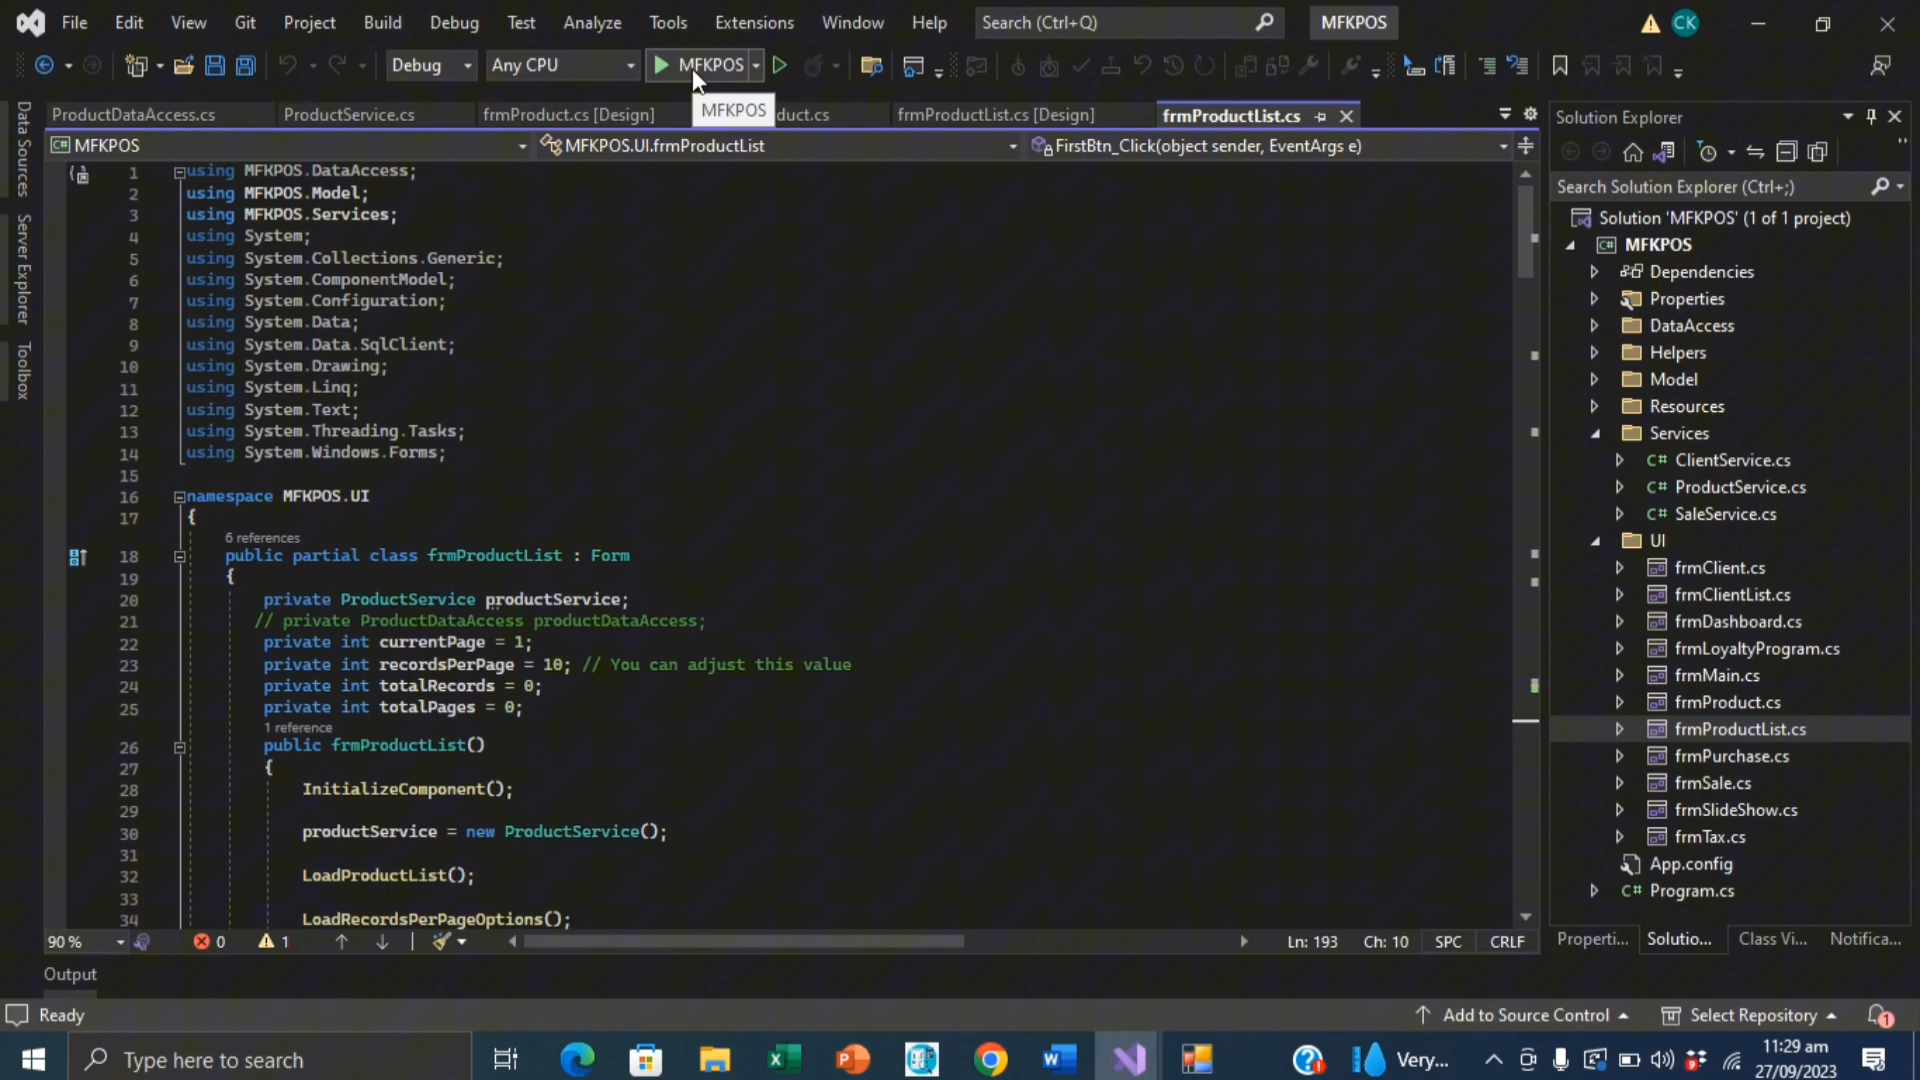 File Edit View Git Project Build Debug Test Analyze Tools Extensions Window Help Search (Ctrl+Q) MFKPOS CK
Debug Any CPU MFKPOS
MFKPOS
ProductDataAccess.cs ProductService.cs frmProduct.cs [Design] duct.cs frmProductList.cs [Design] frmProductList.cs
MFKPOS MFKPOS.UI.frmProductList FirstBtn_Click(object sender, EventArgs e)
Data Sources
Server Explorer
Toolbox
1 using MFKPOS.DataAccess;
2 using MFKPOS.Model;
3 using MFKPOS.Services;
4 using System;
5 using System.Collections.Generic;
6 using System.ComponentModel;
7 using System.Configuration;
8 using System.Data;
9 using System.Data.SqlClient;
10 using System.Drawing;
11 using System.Linq;
12 using System.Text;
13 using System.Threading.Tasks;
14 using System.Windows.Forms;
15
16 namespace MFKPOS.UI
17 {
6 references
18 public partial class frmProductList : Form
19 {
20 private ProductService productService;
21 // private ProductDataAccess productDataAccess;
22 private int currentPage = 1;
23 private int recordsPerPage = 10; // You can adjust this value
24 private int totalRecords = 0;
25 private int totalPages = 0;
1 reference
26 public frmProductList()
27 {
28 InitializeComponent();
29
30 productService = new ProductService();
31
32 LoadProductList();
33
34 LoadRecordsPerPageOptions();
90 % 0 1 Ln: 193 Ch: 10 SPC CRLF
Output
Solution Explorer
Search Solution Explorer (Ctrl+;)
Solution 'MFKPOS' (1 of 1 project)
C# MFKPOS
Dependencies
Properties
DataAccess
Helpers
Model
Resources
Services
C# ClientService.cs
C# ProductService.cs
C# SaleService.cs
UI
frmClient.cs
frmClientList.cs
frmDashboard.cs
frmLoyaltyProgram.cs
frmMain.cs
frmProduct.cs
frmProductList.cs
frmPurchase.cs
frmSale.cs
frmSlideShow.cs
frmTax.cs
App.config
C# Program.cs
Properti... Solutio... Class Vi... Notifica...
Ready Add to Source Control Select Repository 1
Type here to search Very... 11:29 am
27/09/2023